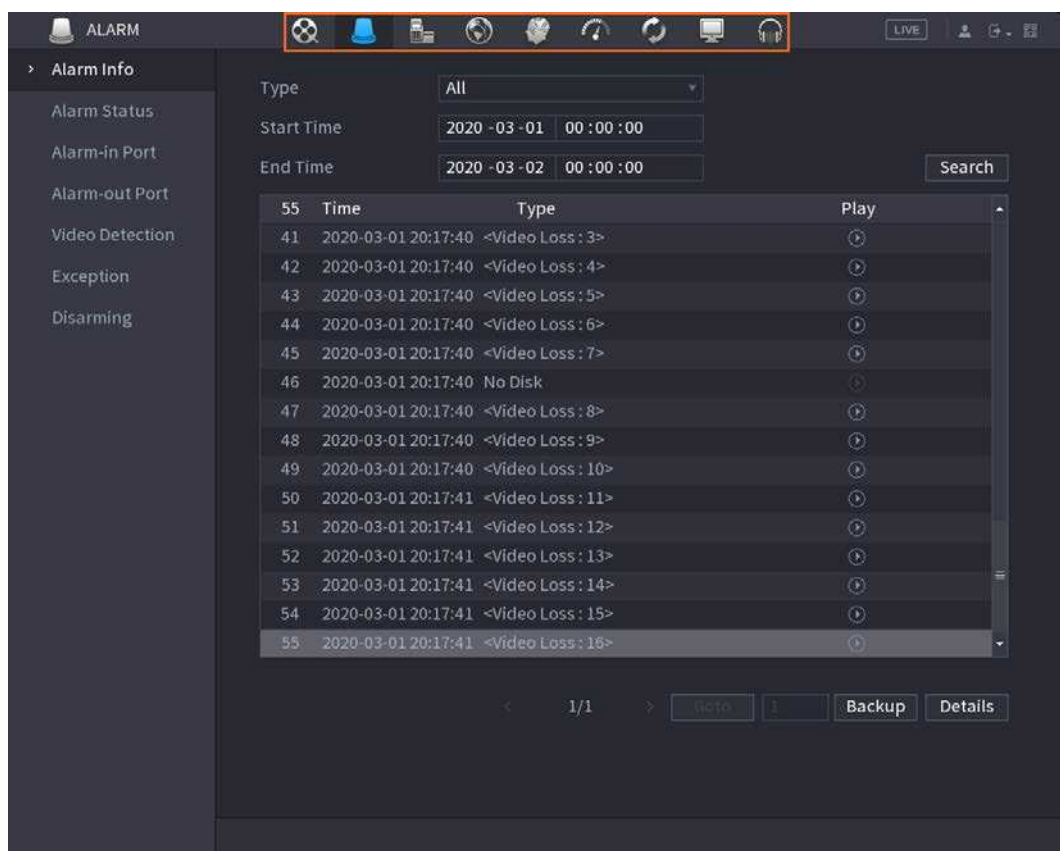 ALARM LIVE
> Alarm Info
Alarm Status
Alarm-in Port
Alarm-out Port
Video Detection
Exception
Disarming
Type All
Start Time 2020 -03 -01 00 : 00 : 00
End Time 2020 -03 -02 00 : 00 : 00 Search
55 Time Type Play
41 2020-03-01 20:17:40 <Video Loss : 3>
42 2020-03-01 20:17:40 <Video Loss : 4>
43 2020-03-01 20:17:40 <Video Loss : 5>
44 2020-03-01 20:17:40 <Video Loss : 6>
45 2020-03-01 20:17:40 <Video Loss : 7>
46 2020-03-01 20:17:40 No Disk
47 2020-03-01 20:17:40 <Video Loss : 8>
48 2020-03-01 20:17:40 <Video Loss : 9>
49 2020-03-01 20:17:40 <Video Loss : 10>
50 2020-03-01 20:17:41 <Video Loss : 11>
51 2020-03-01 20:17:41 <Video Loss : 12>
52 2020-03-01 20:17:41 <Video Loss : 13>
53 2020-03-01 20:17:41 <Video Loss : 14>
54 2020-03-01 20:17:41 <Video Loss : 15>
55 2020-03-01 20:17:41 <Video Loss : 16>
< 1/1 > Goto 1 Backup Details